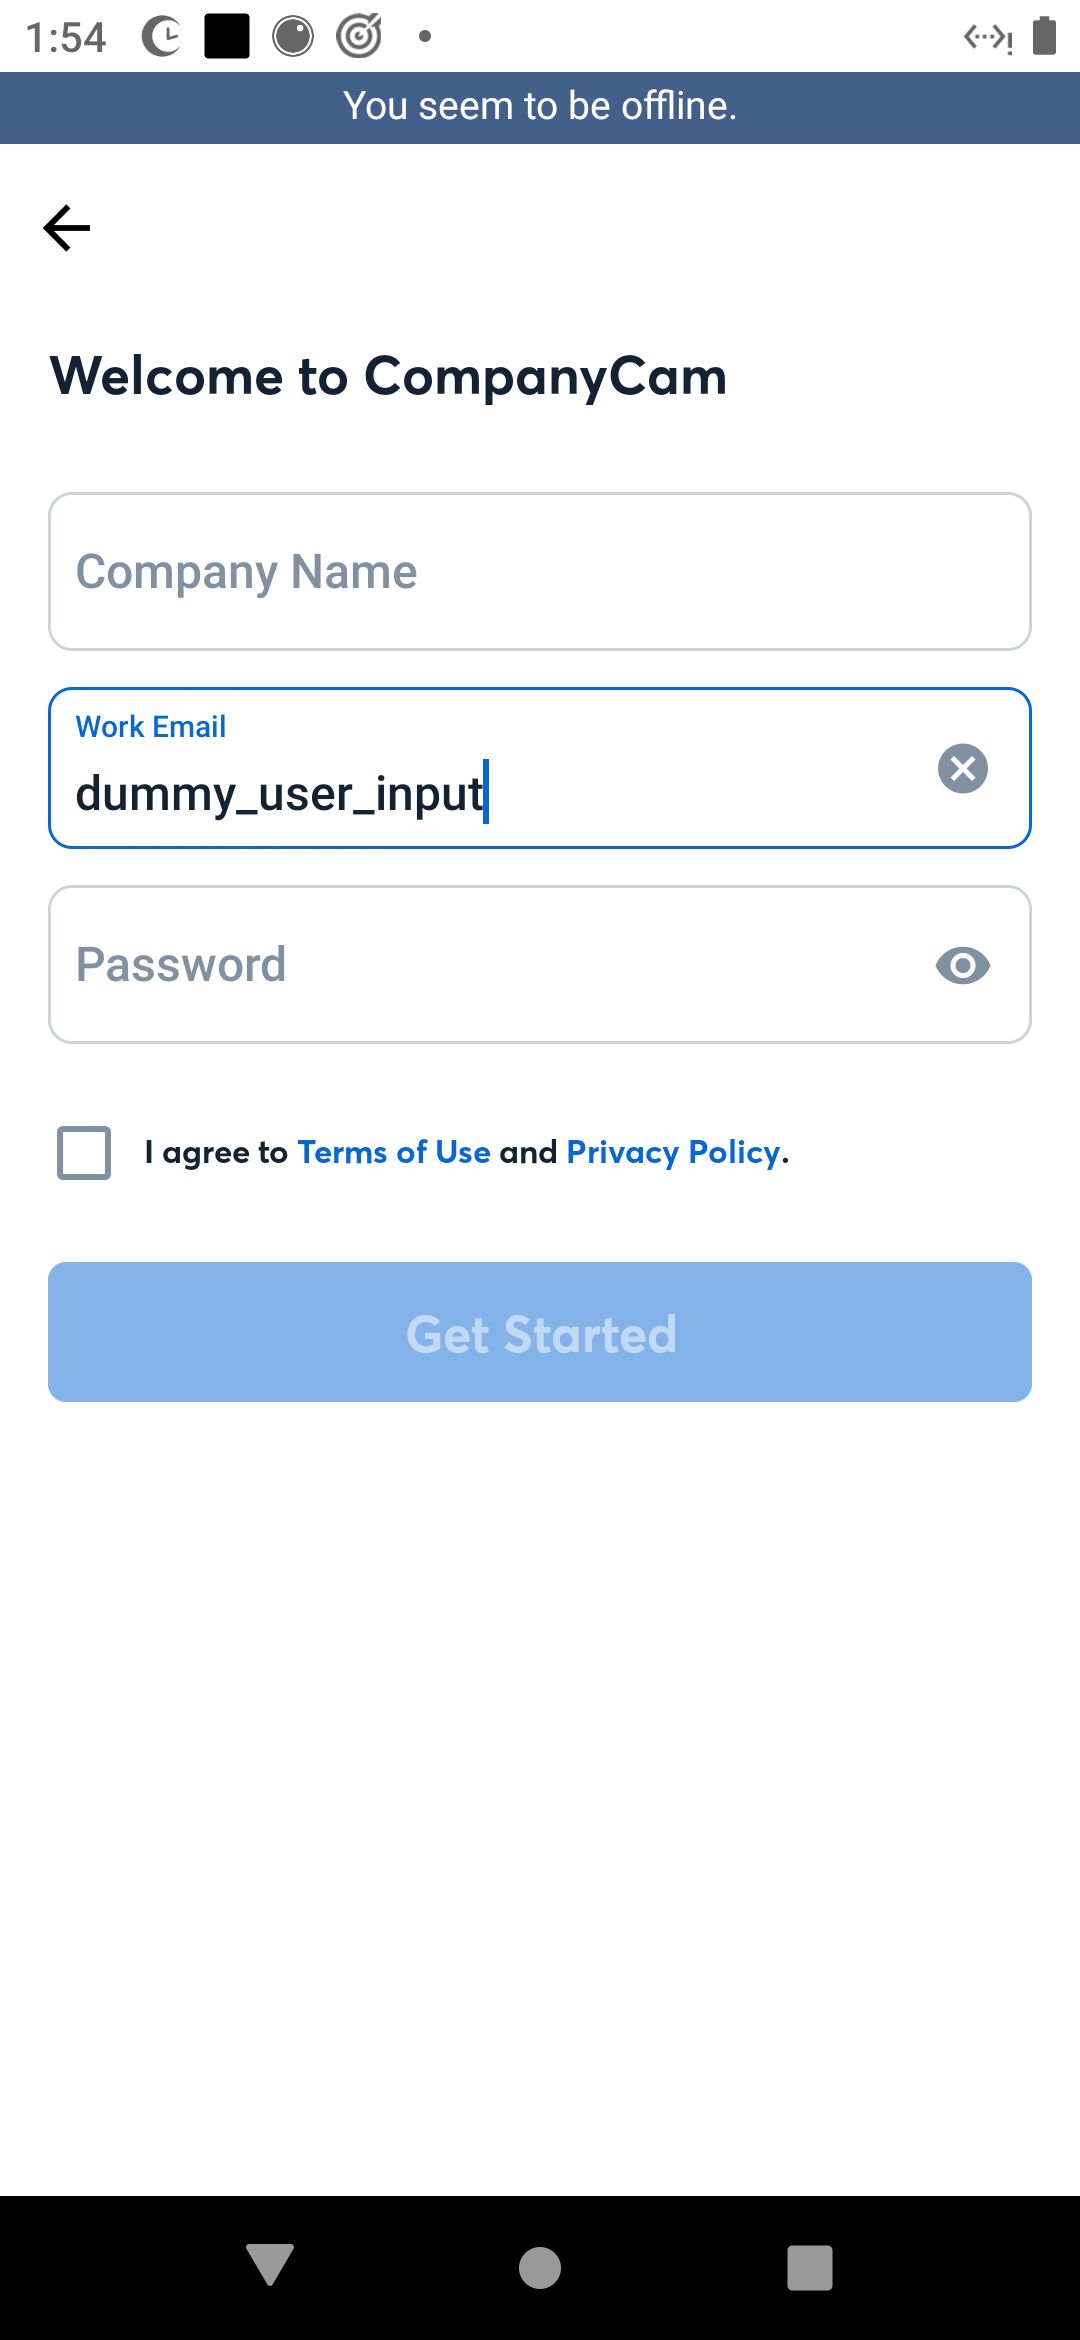 1:54
You seem to be offline.
Welcome to CompanyCam
Company Name
Work Email
dummy_user_input
Password
I agree to Terms of Use and Privacy Policy.
Get Started